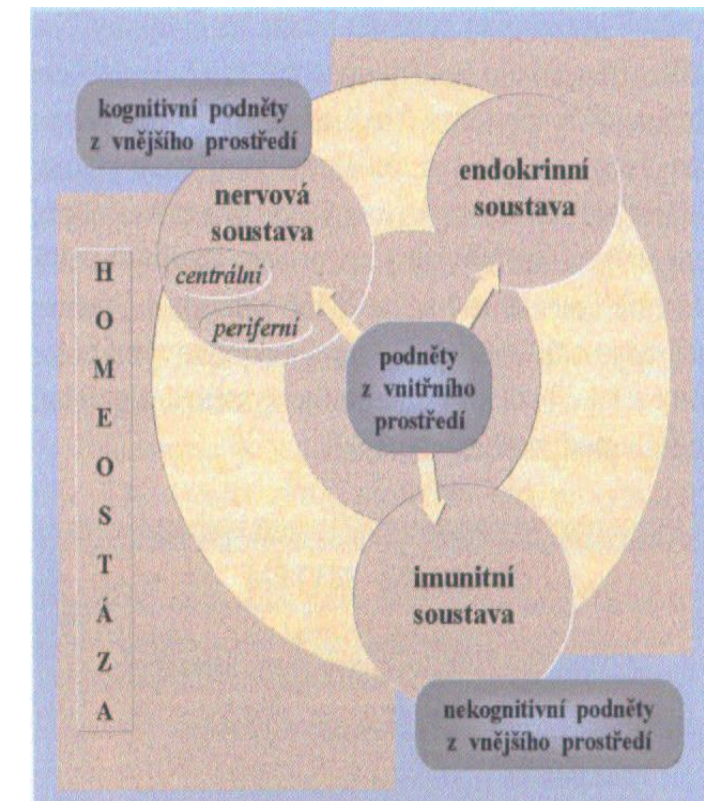 kognitivní podněty
z vnějšího prostředí
nervová
soustava
centrální
periferní
endokrinní
soustava
H
O
M
E
O
S
T
Á
Z
A
podněty
z vnitřního
prostředí
imunitní
soustava
nekognitivní podněty
z vnějšího prostředí